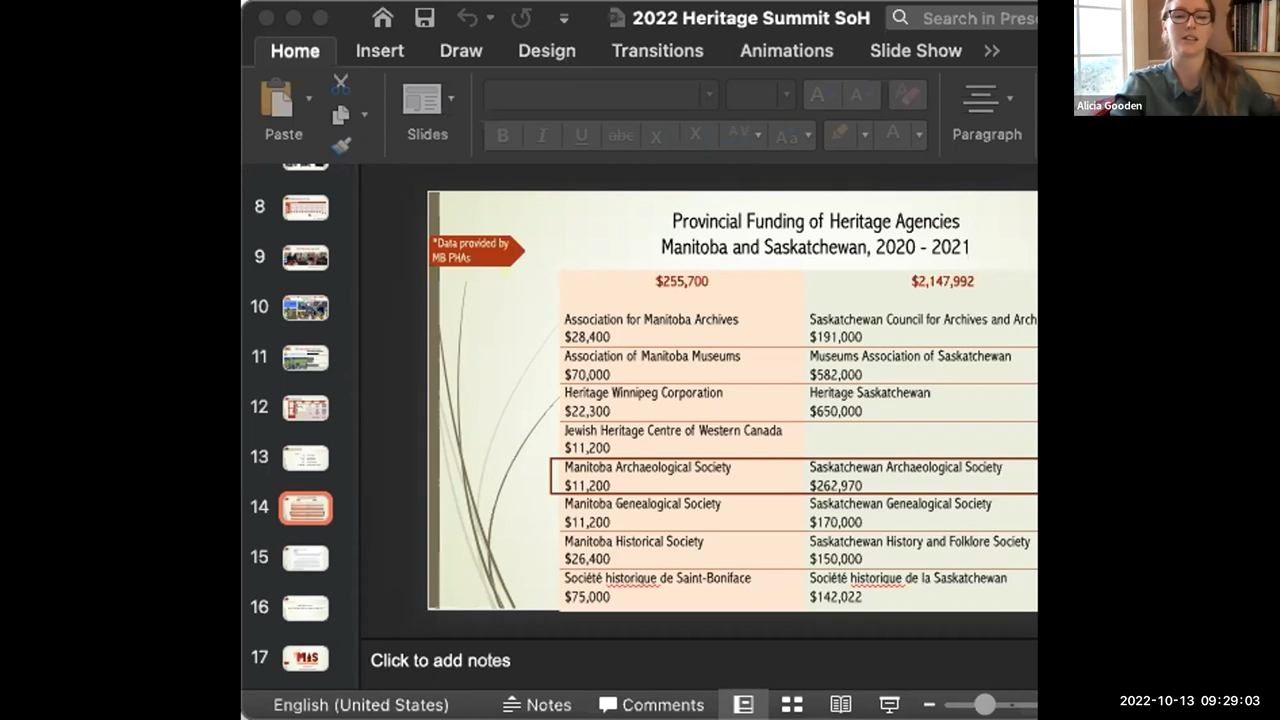 2022 Heritage Summit SoH
Search in Pres
Home Insert Draw Design Transitions Animations Slide Show
Paste
Slides
Paragraph
Alicia Gooden
8
9
10
11
12
13
14
15
16
17
*Data provided by
MB PHAs
Provincial Funding of Heritage Agencies
Manitoba and Saskatchewan, 2020 - 2021
$255,700 $2,147,992
Association for Manitoba Archives Saskatchewan Council for Archives and Arch
$28,400 $191,000
Association of Manitoba Museums Museums Association of Saskatchewan
$70,000 $582,000
Heritage Winnipeg Corporation Heritage Saskatchewan
$22,300 $650,000
Jewish Heritage Centre of Western Canada
$11,200
Manitoba Archaeological Society Saskatchewan Archaeological Society
$11,200 $262,970
Manitoba Genealogical Society Saskatchewan Genealogical Society
$11,200 $170,000
Manitoba Historical Society Saskatchewan History and Folklore Society
$26,400 $150,000
Société historique de Saint-Boniface Société historique de la Saskatchewan
$75,000 $142,022
Click to add notes
English (United States) Notes Comments
2022-10-13 09:29:03